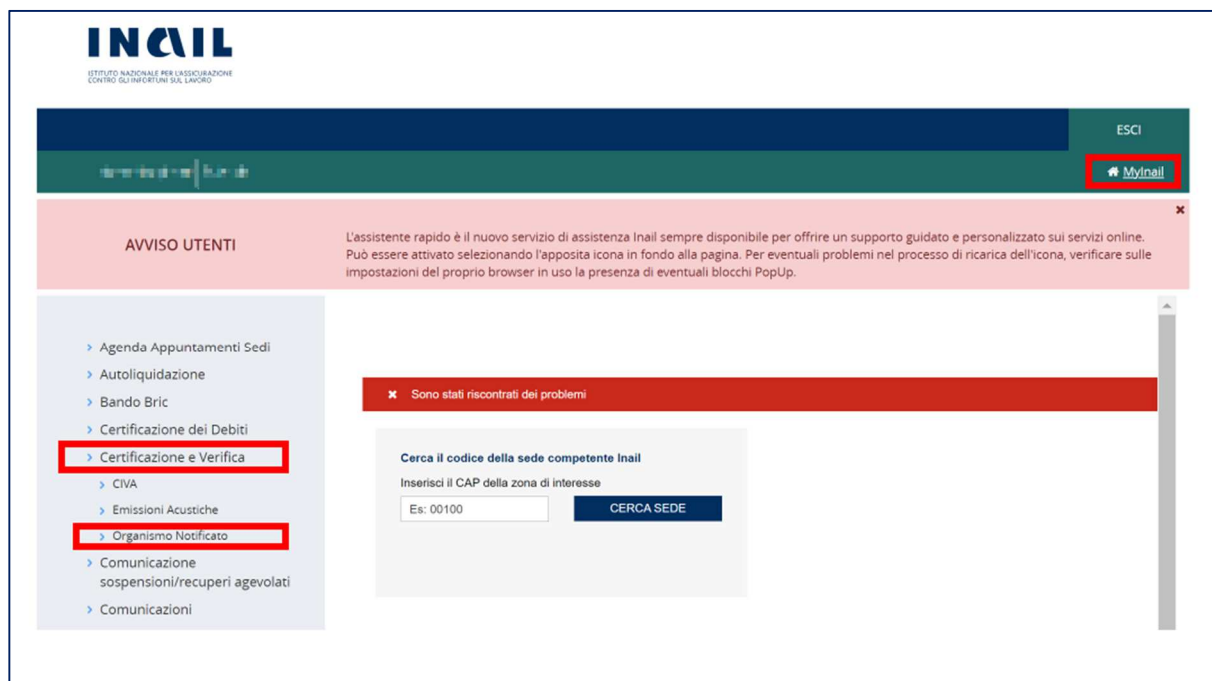 INAIL
ISTITUTO NAZIONALE PER L'ASSICURAZIONE
CONTRO GLI INFORTUNI SUL LAVORO
ESCI
MyInail
AVVISO UTENTI
L'assistente rapido è il nuovo servizio di assistenza Inail sempre disponibile per offrire un supporto guidato e personalizzato sui servizi online.
Può essere attivato selezionando l'apposita icona in fondo alla pagina. Per eventuali problemi nel processo di ricarica dell'icona, verificare sulle
impostazioni del proprio browser in uso la presenza di eventuali blocchi PopUp.
Agenda Appuntamenti Sedi
Autoliquidazione
Bando Bric
Certificazione dei Debiti
Certificazione e Verifica
CIVA
Emissioni Acustiche
Organismo Notificato
Comunicazione
sospensioni/recuperi agevolati
Comunicazioni
Sono stati riscontrati dei problemi
Cerca il codice della sede competente Inail
Inserisci il CAP della zona di interesse
Es: 00100
CERCA SEDE